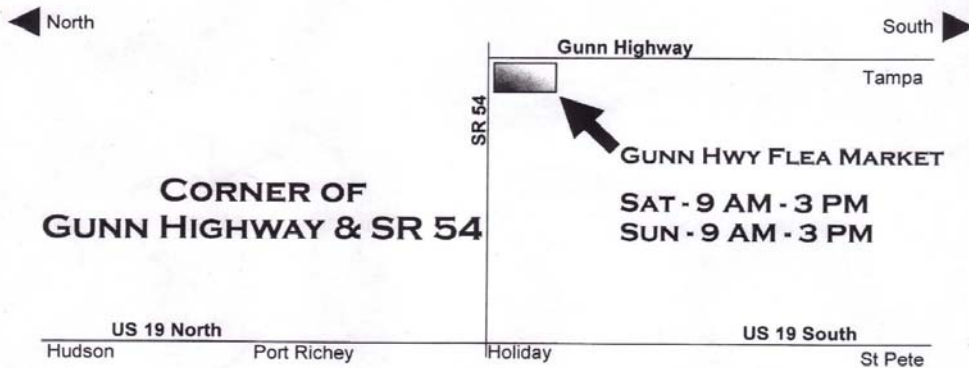 North
South
Gunn Highway
Tampa
SR 54
GUNN HWY FLEA MARKET
CORNER OF
GUNN HIGHWAY & SR 54
SAT - 9 AM - 3 PM
SUN - 9 AM - 3 PM
US 19 North
US 19 South
Hudson
Port Richey
Holiday
St Pete